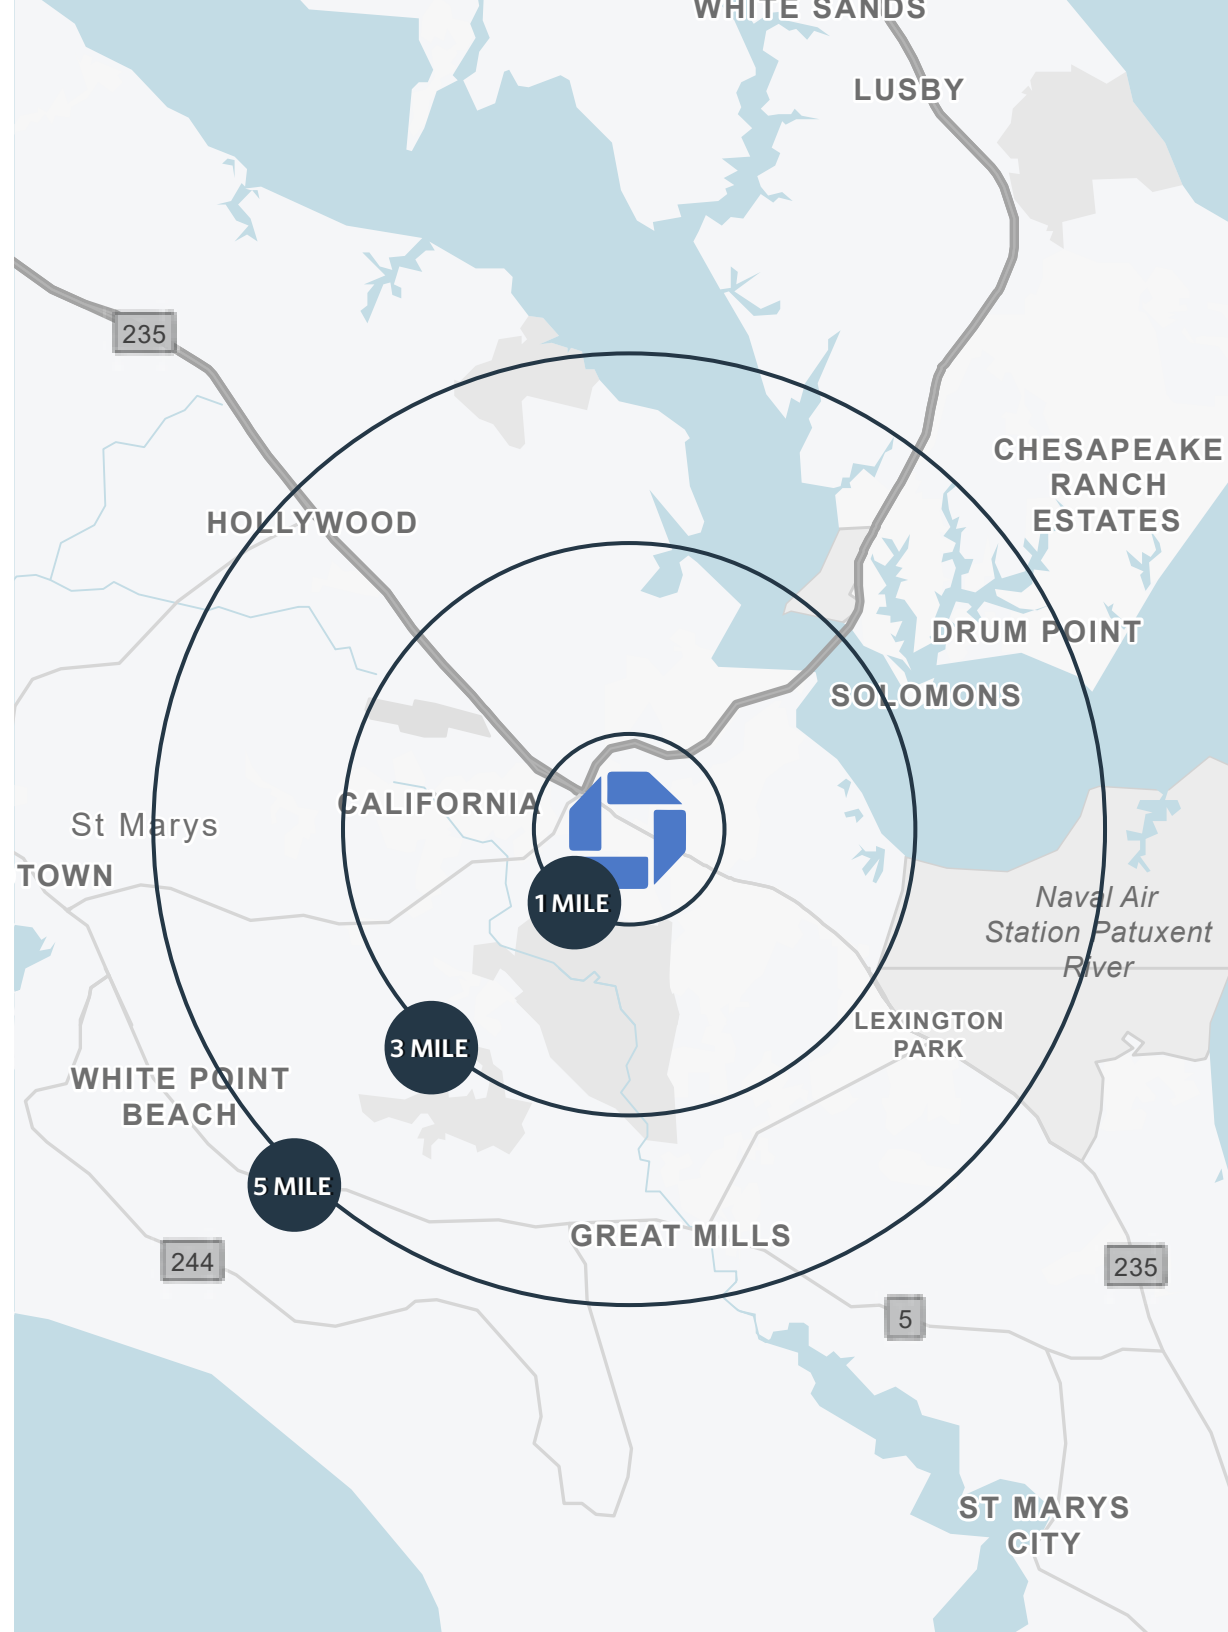 WHITE SANDS
LUSBY
235
CHESAPEAKE
RANCH
ESTATES
HOLLYWOOD
DRUM POINT
SOLOMONS
CALIFORNIA
St Marys
TOWN
1 MILE
Naval Air
Station Patuxent
River
LEXINGTON
PARK
3 MILE
WHITE POINT
BEACH
5 MILE
GREAT MILLS
244
235
5
ST MARYS
CITY